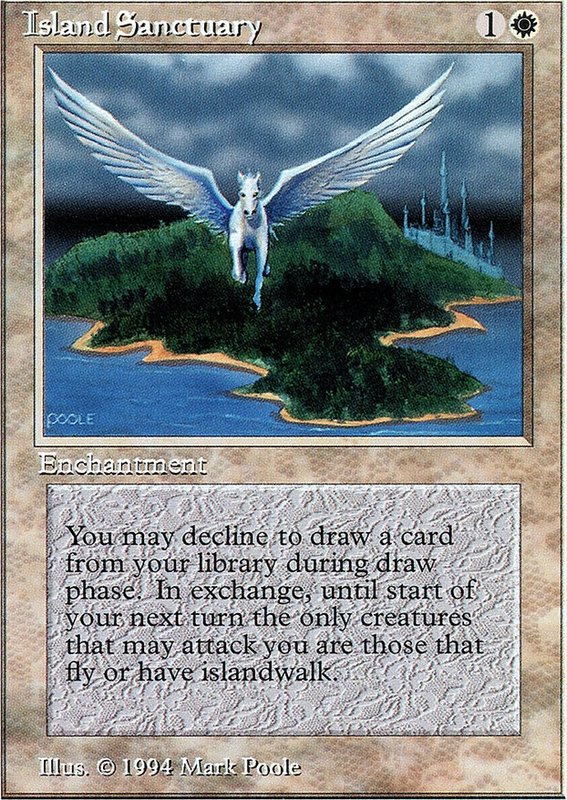 Island Sanctuary 1
POOLE
Enchantment
You may decline to draw a card
from your library during draw
phase. In exchange, until start of
your next turn the only creatures
that may attack you are those that
fly or have islandwalk.
Illus. © 1994 Mark Poole